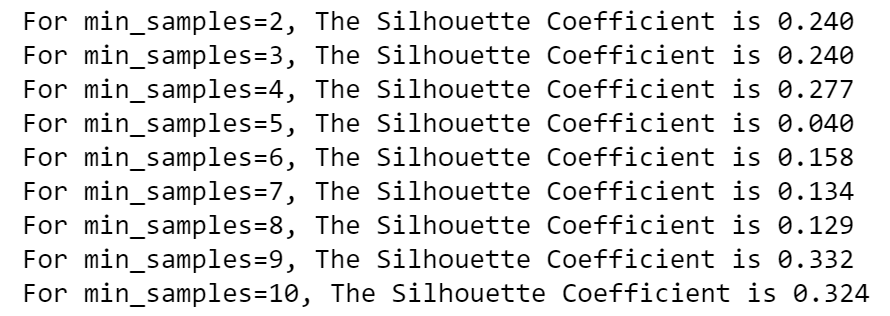 For min_samples=2, The Silhouette Coefficient is 0.240
For min_samples=3, The Silhouette Coefficient is 0.240
For min_samples=4, The Silhouette Coefficient is 0.277
For min_samples=5, The Silhouette Coefficient is 0.040
For min_samples=6, The Silhouette Coefficient is 0.158
For min_samples=7, The Silhouette Coefficient is 0.134
For min_samples=8, The Silhouette Coefficient is 0.129
For min_samples=9, The Silhouette Coefficient is 0.332
For min_samples=10, The Silhouette Coefficient is 0.324